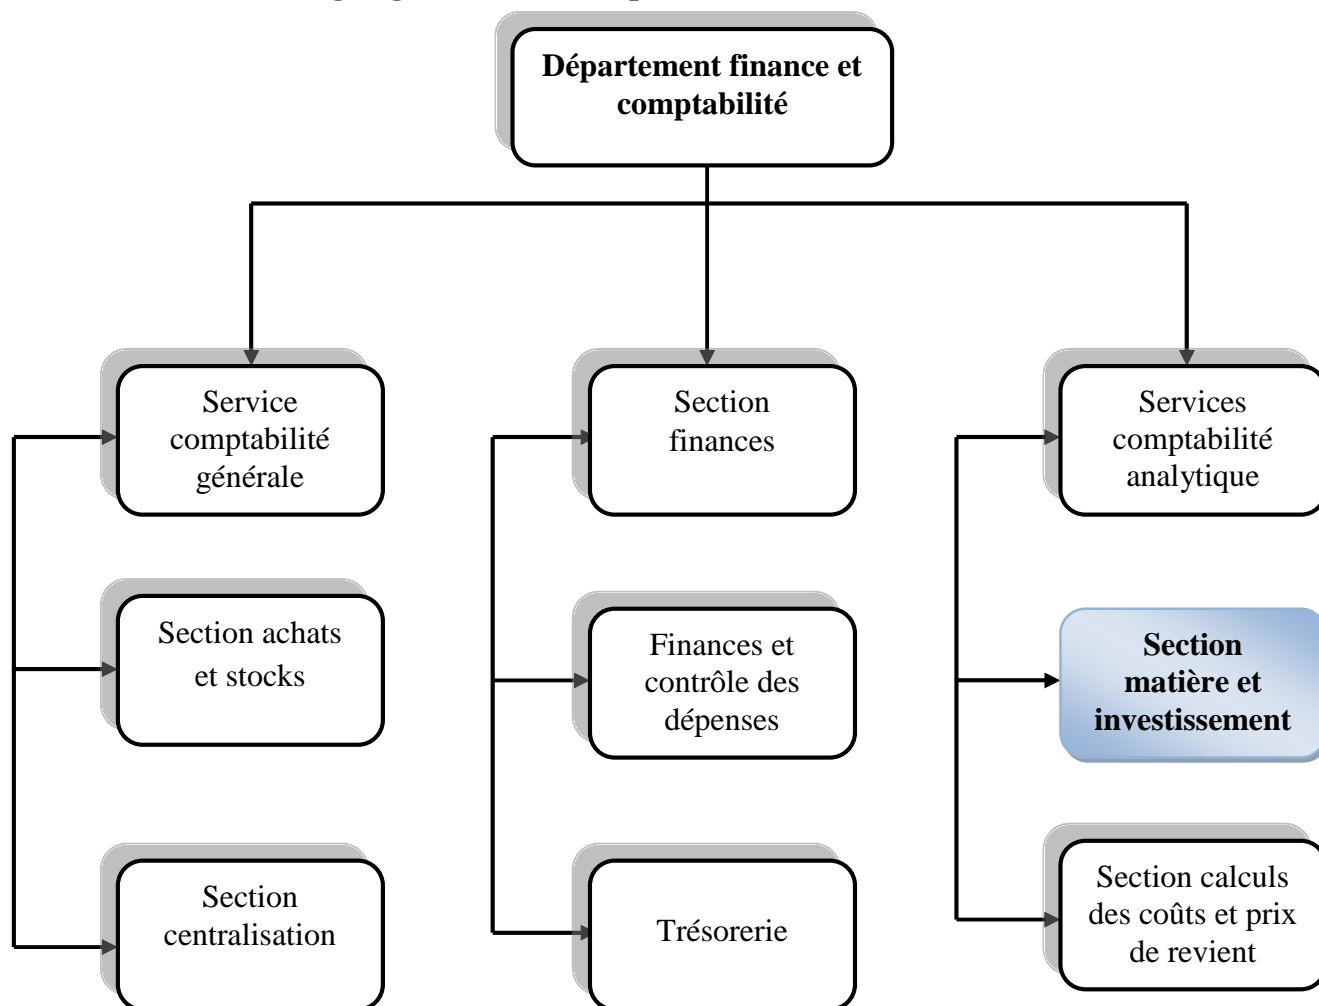 Département finance et
comptabilité
Service
comptabilité
générale
Section
finances
Services
comptabilité
analytique
Section achats
et stocks
Finances et
contrôle des
dépenses
Section
matière et
investissement
Section
centralisation
Trésorerie
Section calculs
des coûts et prix
de revient